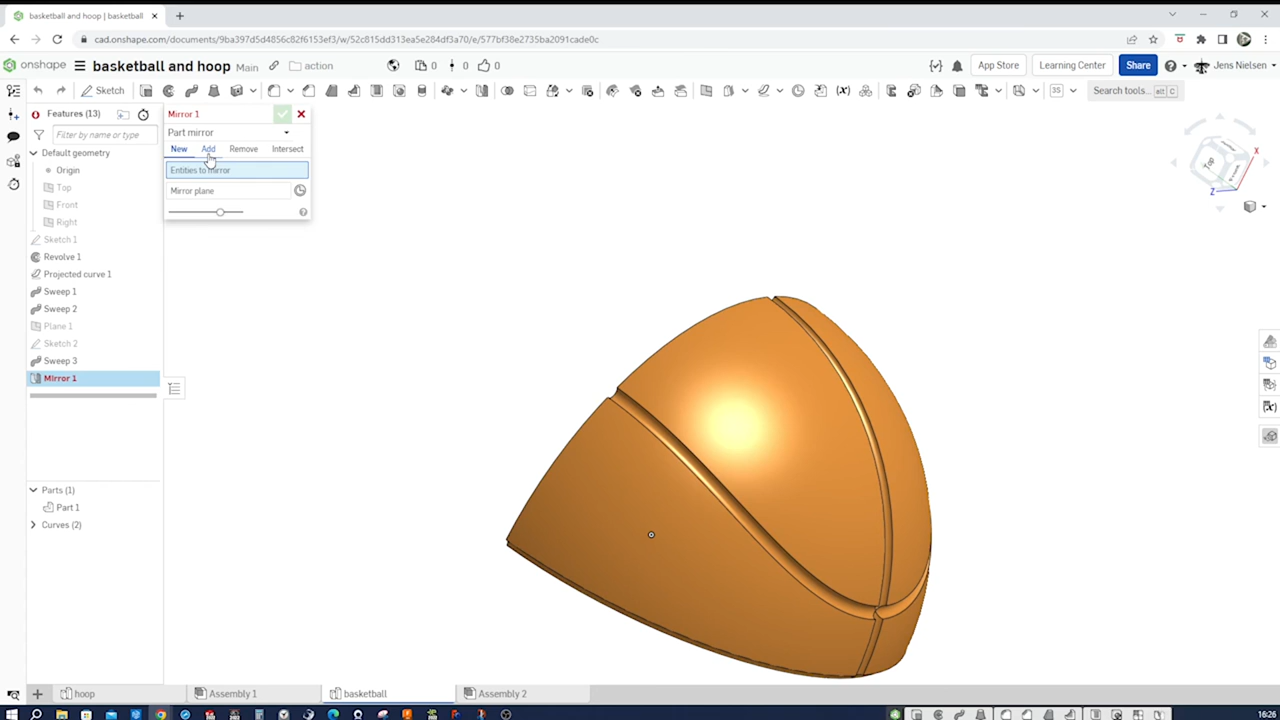 basketball and hoop | basketball
cad.onshape.com/documents/9ba397d5d4856c82f6153ef3/w/52c815dd313ea5e284df3a70/e/577bf38e2735ba2091cade0c
onshape
basketball and hoop Main action 0 0 0 App Store Learning Center Share Jens Nielsen
Sketch Search tools... alt C
Features (13)
Filter by name or type
Default geometry
Origin
Top
Front
Right
Sketch 1
Revolve 1
Projected curve 1
Sweep 1
Sweep 2
Plane 1
Sketch 2
Sweep 3
Mirror 1
Parts (1)
Part 1
Curves (2)
Mirror 1
Part mirror
New Add Remove Intersect
Entities to mirror
Mirror plane
Top
X
Z
hoop Assembly 1 basketball Assembly 2
16:26